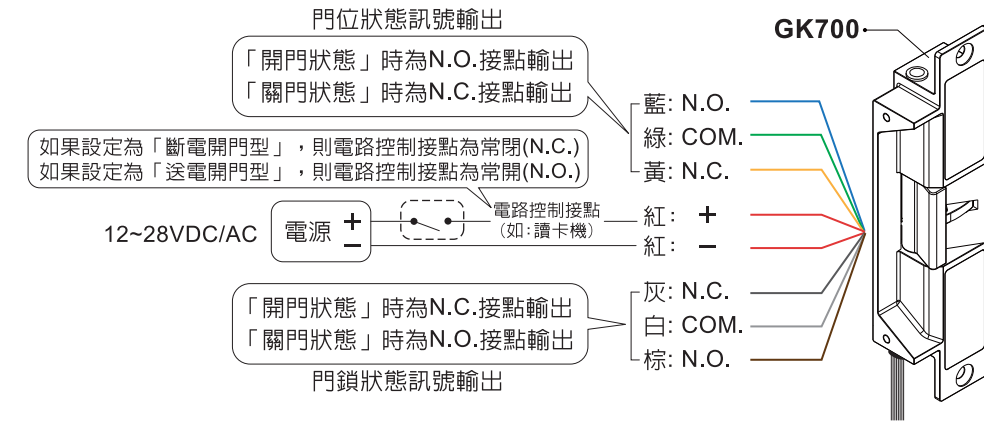 門位狀態訊號輸出
GK700
「開門狀態」時為N.O.接點輸出
「關門狀態」時為N.C.接點輸出
藍: N.O.
綠: COM.
黃: N.C.
如果設定為「斷電開門型」，則電路控制接點為常閉(N.C.)
如果設定為「送電開門型」，則電路控制接點為常開(N.O.)
12~28VDC/AC
電源 + −
電路控制接點
(如:讀卡機)
紅: +
紅: −
「開門狀態」時為N.C.接點輸出
「關門狀態」時為N.O.接點輸出
灰: N.C.
白: COM.
棕: N.O.
門鎖狀態訊號輸出